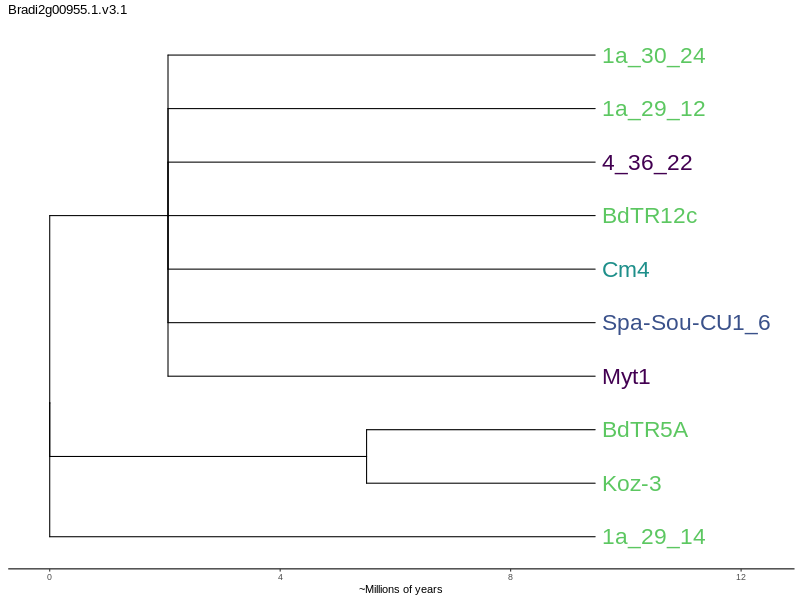 Bradi2g00955.1.v3.1
1a_30_24
1a_29_12
4_36_22
BdTR12c
Cm4
Spa-Sou-CU1_6
Myt1
BdTR5A
Koz-3
1a_29_14
0 4 8 12
~Millions of years